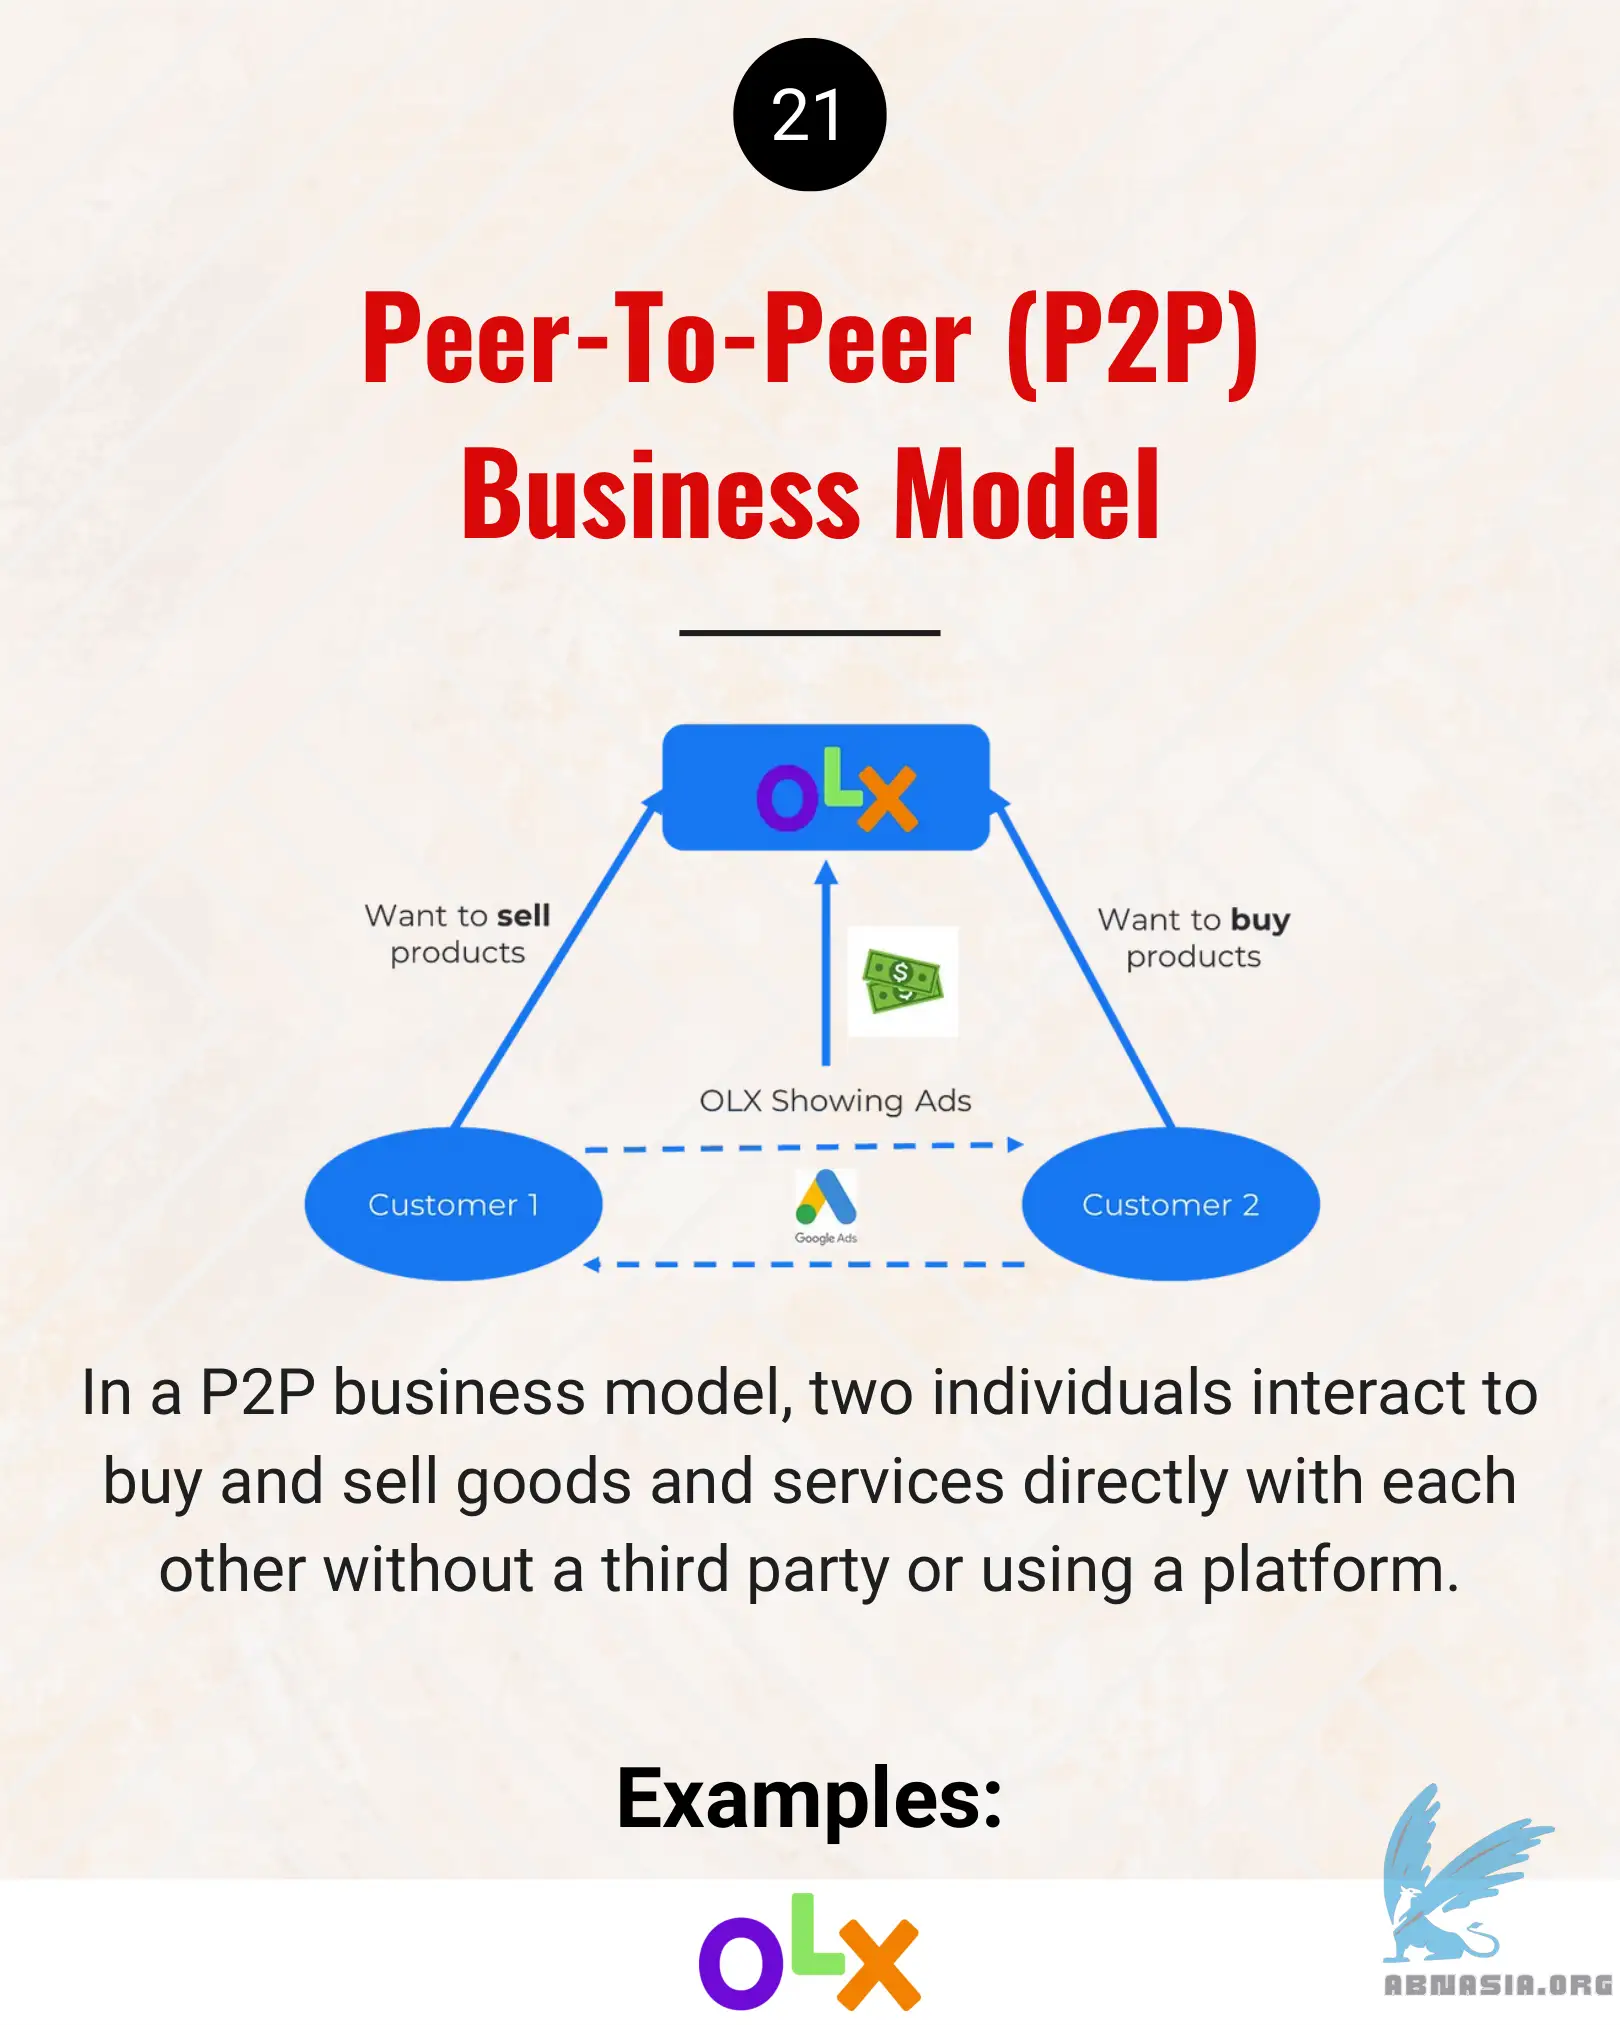 21
Peer-To-Peer (P2P)
Business Model
OLX
Want to sell
products
Want to buy
products
OLX Showing Ads
Customer 1
Google Ads
Customer 2
In a P2P business model, two individuals interact to
buy and sell goods and services directly with each
other without a third party or using a platform.
Examples:
OLX
ABNASIA.ORG